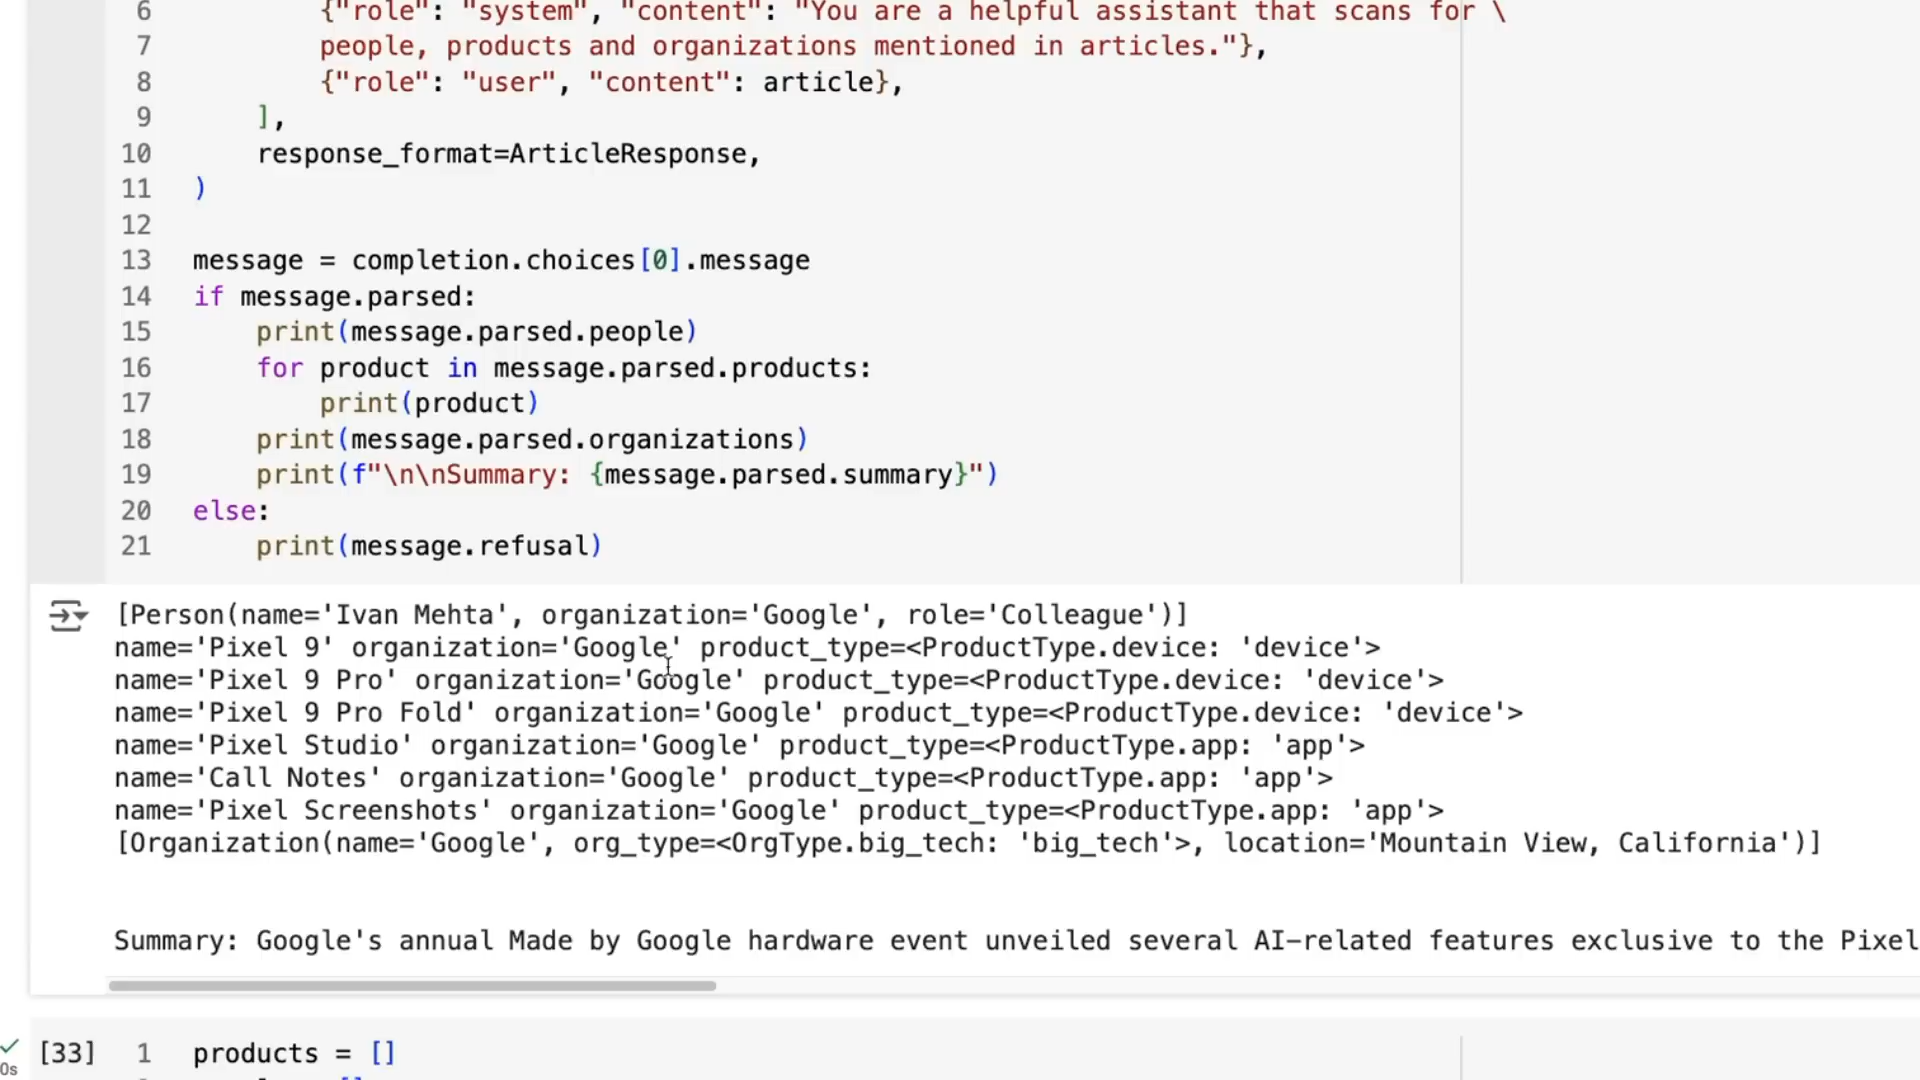 6 {"role": "system", "content": "You are a helpful assistant that scans for \
7 people, products and organizations mentioned in articles."},
8 {"role": "user", "content": article},
9 ],
10 response_format=ArticleResponse,
11 )
12
13 message = completion.choices[0].message
14 if message.parsed:
15 print(message.parsed.people)
16 for product in message.parsed.products:
17 print(product)
18 print(message.parsed.organizations)
19 print(f"\n\nSummary: {message.parsed.summary}")
20 else:
21 print(message.refusal)
[Person(name='Ivan Mehta', organization='Google', role='Colleague')]
name='Pixel 9' organization='Google' product_type=<ProductType.device: 'device'>
name='Pixel 9 Pro' organization='Google' product_type=<ProductType.device: 'device'>
name='Pixel 9 Pro Fold' organization='Google' product_type=<ProductType.device: 'device'>
name='Pixel Studio' organization='Google' product_type=<ProductType.app: 'app'>
name='Call Notes' organization='Google' product_type=<ProductType.app: 'app'>
name='Pixel Screenshots' organization='Google' product_type=<ProductType.app: 'app'>
[Organization(name='Google', org_type=<OrgType.big_tech: 'big_tech'>, location='Mountain View, California')]
Summary: Google's annual Made by Google hardware event unveiled several AI-related features exclusive to the Pixel
[33] 1 products = []
0s